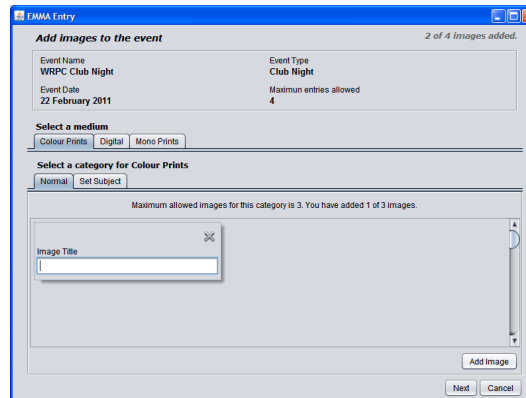 EMMA Entry
Add images to the event
2 of 4 images added.
Event Name
Event Type
WRPC Club Night
Club Night
Event Date
Maximun entries allowed
22 February 2011
4
Select a medium
Colour Prints Digital Mono Prints
Select a category for Colour Prints
Normal Set Subject
Maximum allowed images for this category is 3. You have added 1 of 3 images.
Image Title
Add Image
Next Cancel